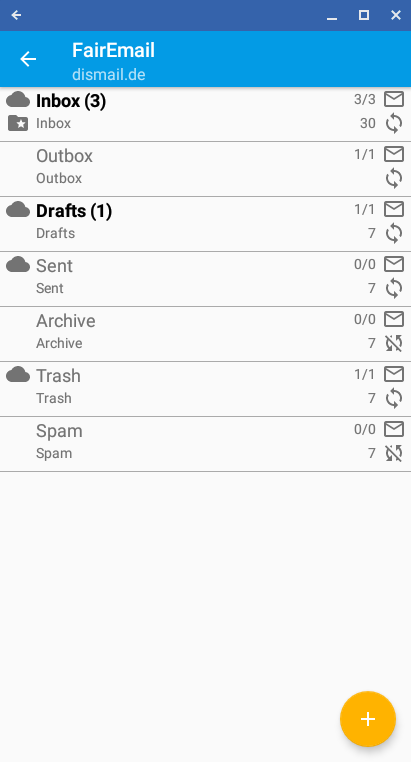 FairEmail
dismail.de
Inbox (3) 3/3
Inbox 30
Outbox 1/1
Outbox
Drafts (1) 1/1
Drafts 7
Sent 0/0
Sent 7
Archive 0/0
Archive 7
Trash 1/1
Trash 7
Spam 0/0
Spam 7